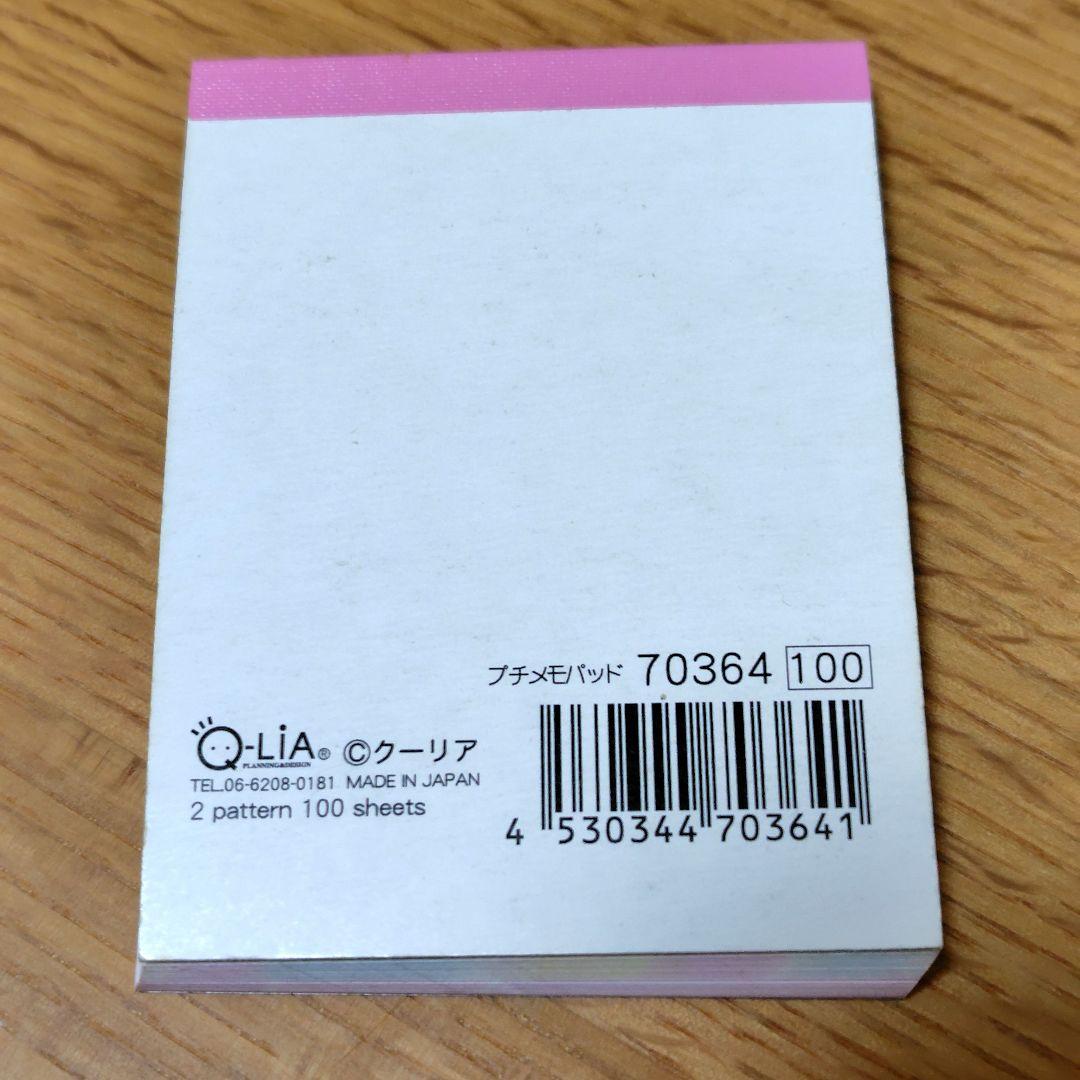 プチメモパッド 70364 100
Q-LiA® ©クーリア
PLANNING&DESIGN
TEL.06-6208-0181 MADE IN JAPAN
2 pattern 100 sheets
4 530344 703641